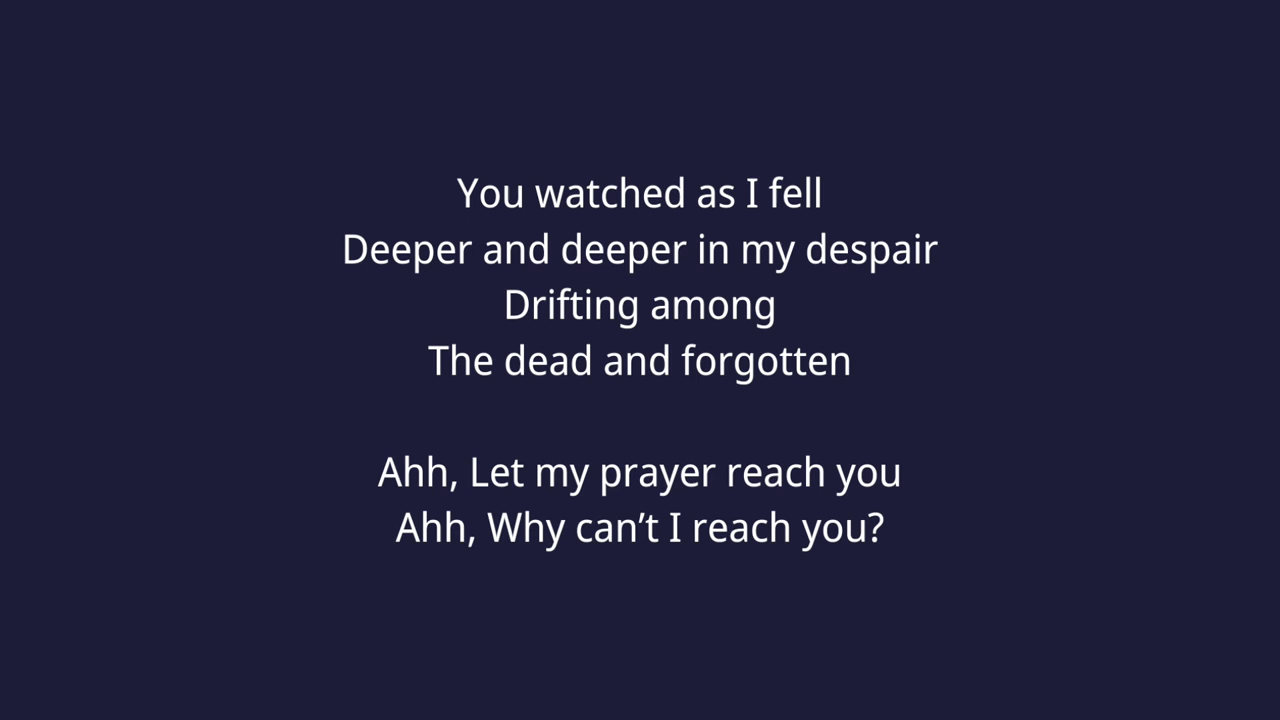 You watched as I fell
Deeper and deeper in my despair
Drifting among
The dead and forgotten
Ahh, Let my prayer reach you
Ahh, Why can’t I reach you?